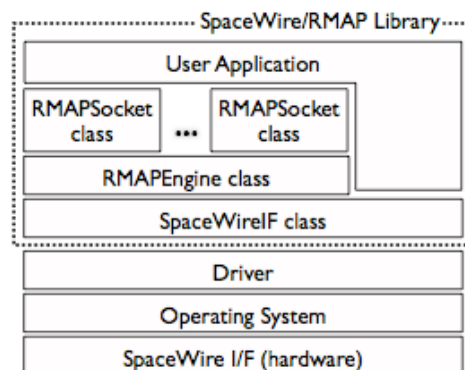 SpaceWire/RMAP Library
User Application
RMAPSocket
class
...
RMAPSocket
class
RMAPEngine class
SpaceWireIF class
Driver
Operating System
SpaceWire I/F (hardware)